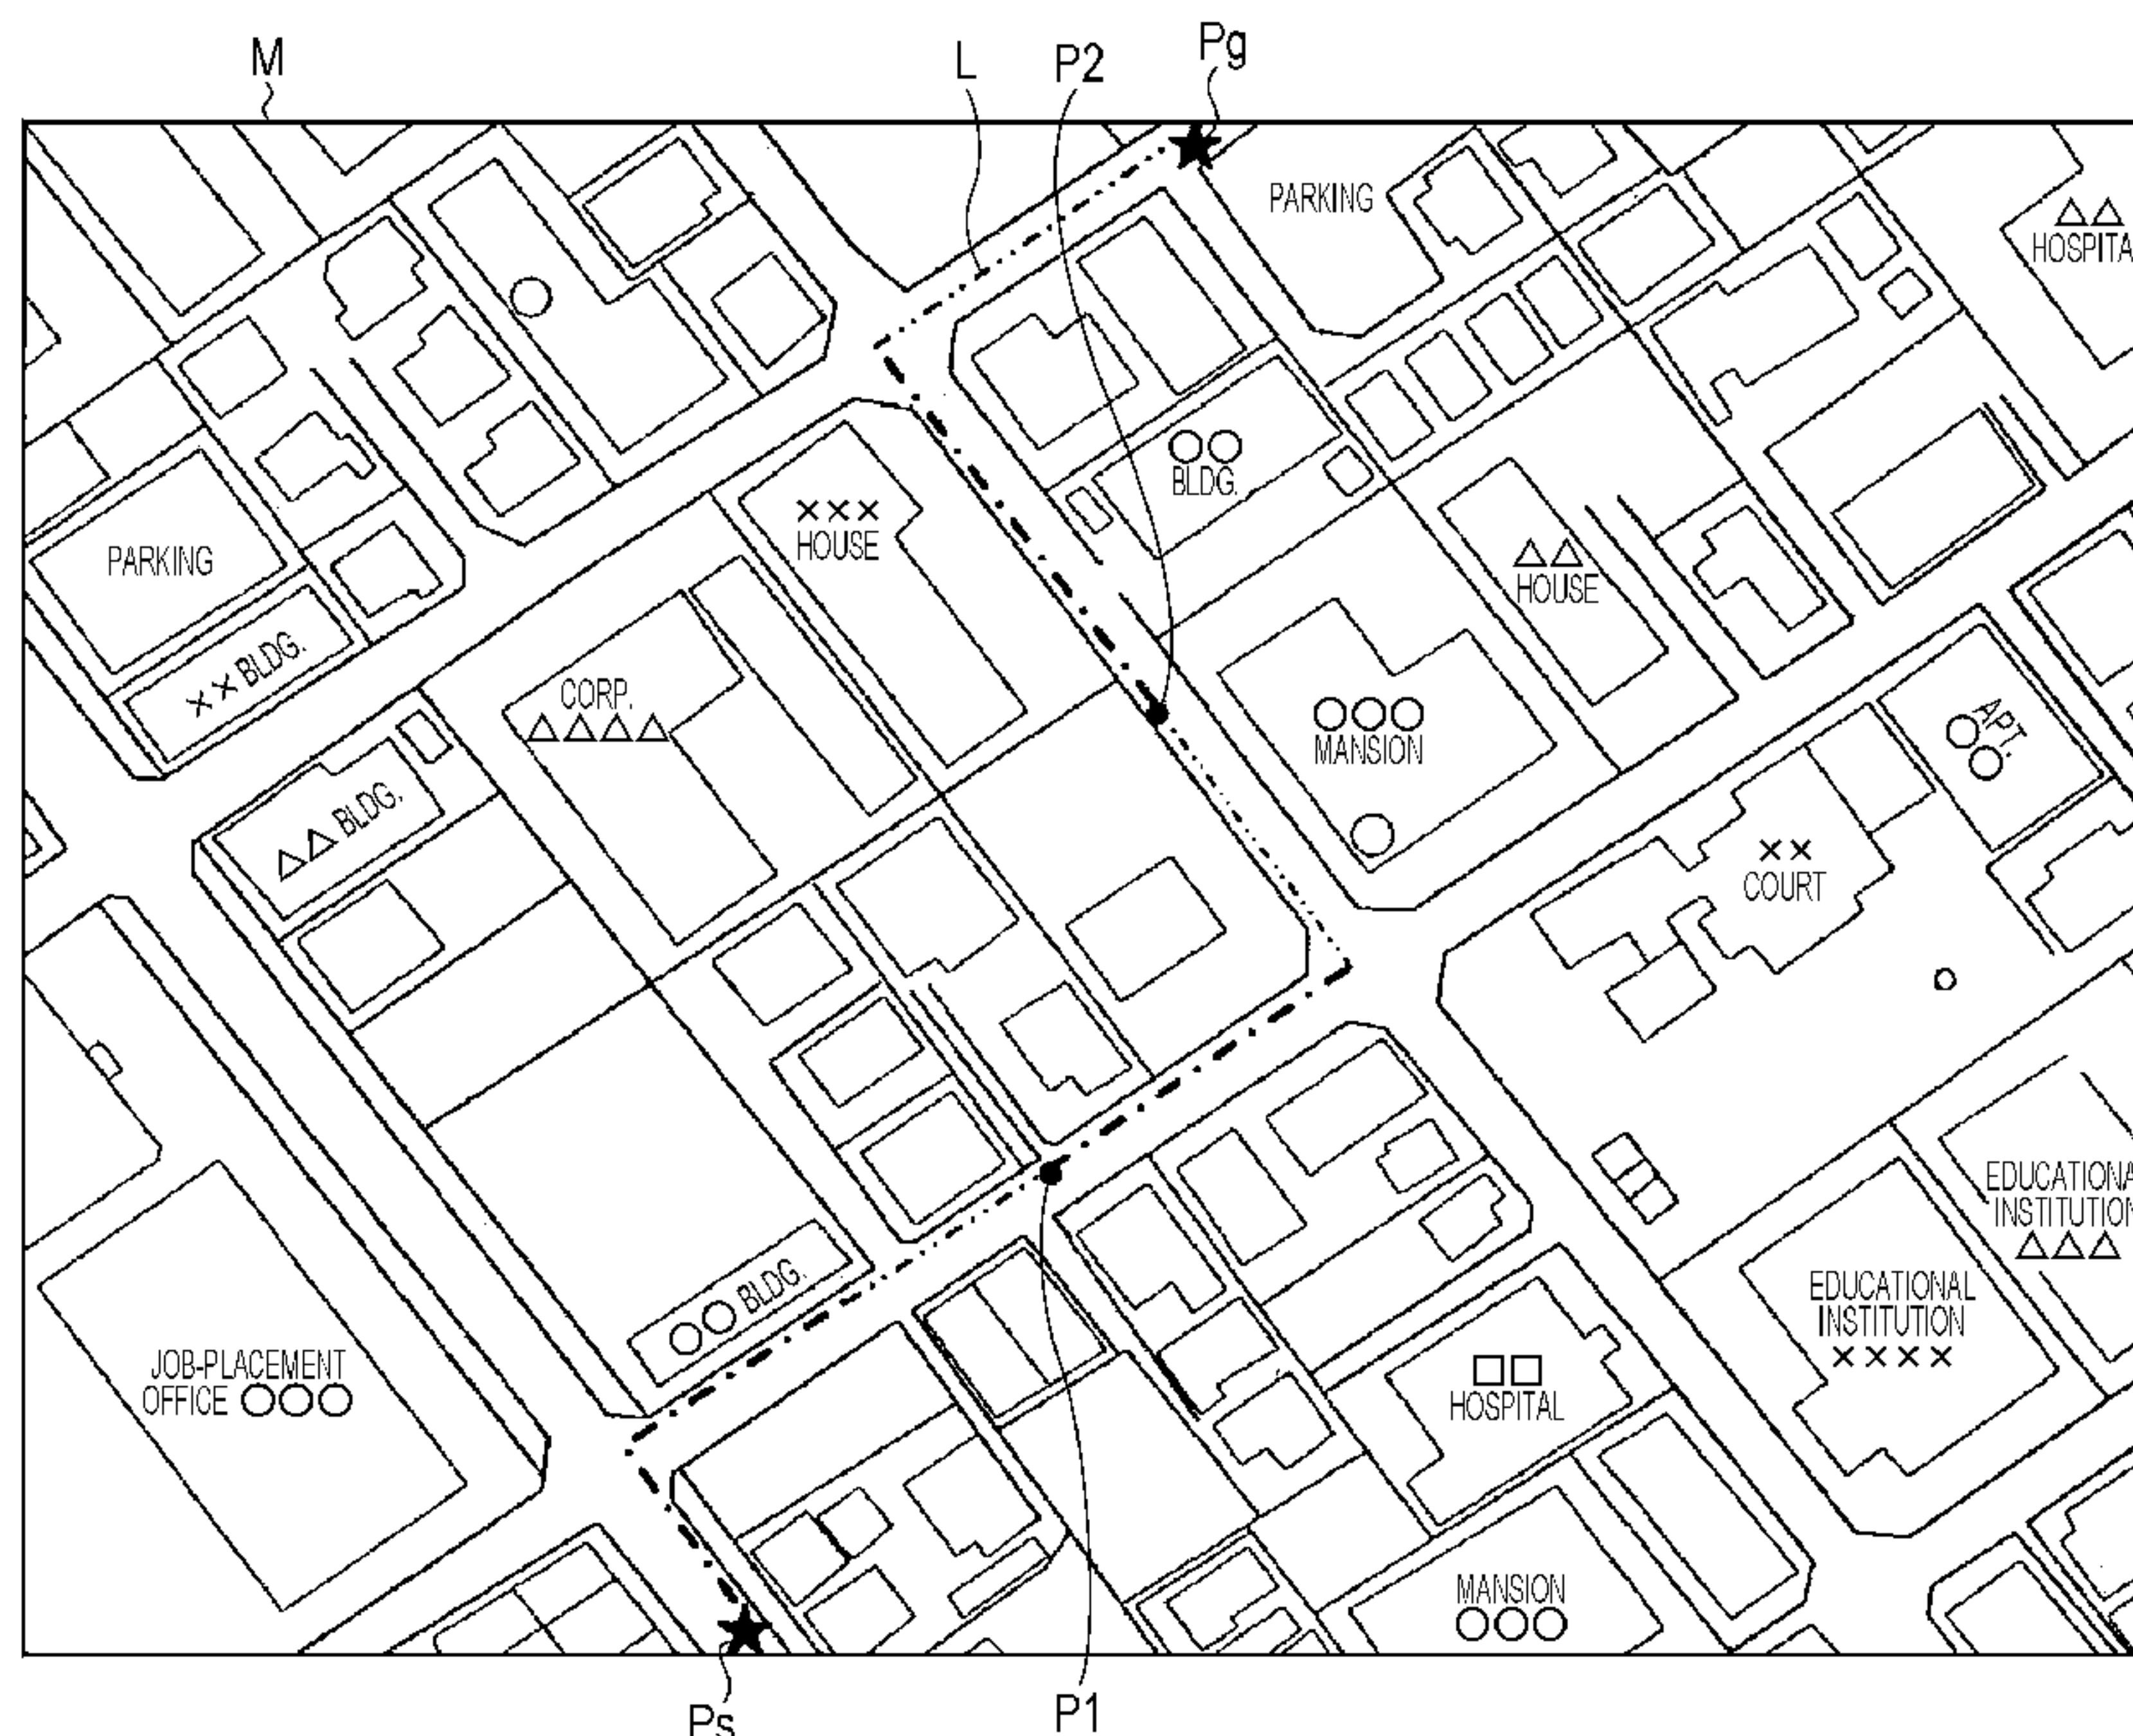 M
L
P2
Pg
PARKING
△△
HOSPITA
○○
BLDG.
×××
HOUSE
PARKING
△△
HOUSE
××BLDG.
CORP.
△△△△
○○○
MANSION
APT.
○○
△△BLDG.
××
COURT
EDUCATIONA
INSTITUTION
△△△
EDUCATIONAL
INSTITUTION
××××
○○BLDG.
JOB-PLACEMENT
OFFICE ○○○
□□
HOSPITAL
MANSION
○○○
Ps
P1